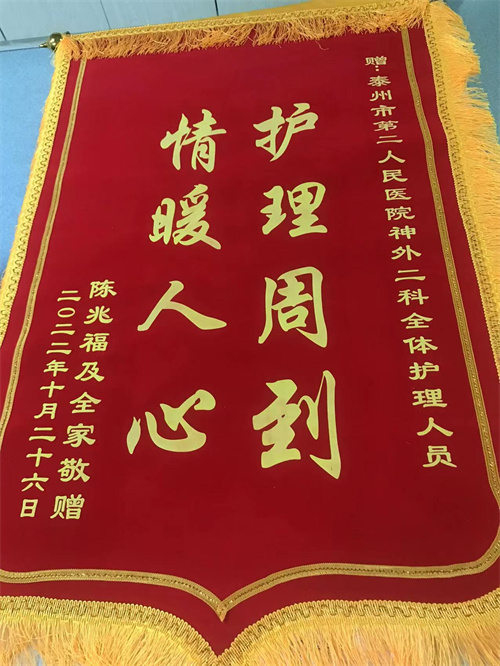 赠：泰州市第二人民医院神外二科全体护理人员
护理周到
情暖人心
陈兆福及全家敬赠
二〇二二年十月二十六日